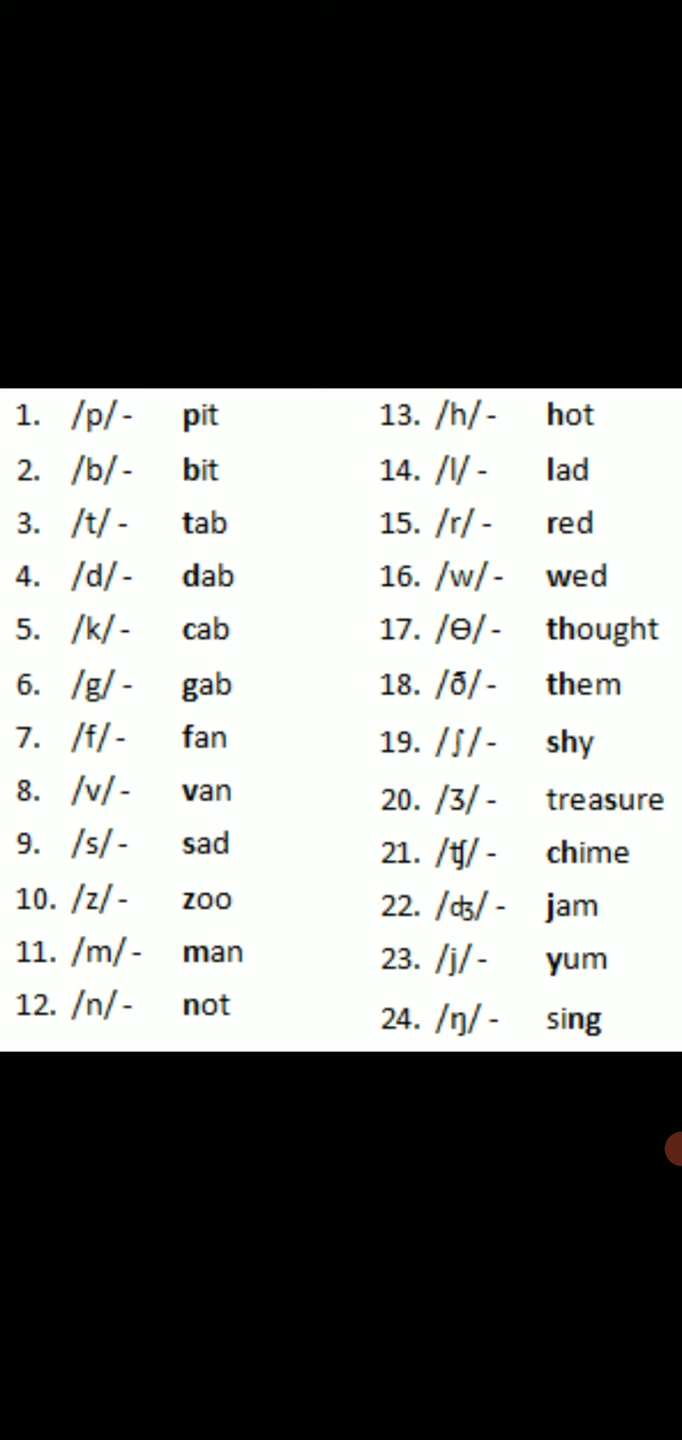 1. /p/ - pit
2. /b/ - bit
3. /t/ - tab
4. /d/ - dab
5. /k/ - cab
6. /g/ - gab
7. /f/ - fan
8. /v/ - van
9. /s/ - sad
10. /z/ - zoo
11. /m/ - man
12. /n/ - not
13. /h/ - hot
14. /l/ - lad
15. /r/ - red
16. /w/ - wed
17. /Ɵ/ - thought
18. /ð/ - them
19. /ʃ/ - shy
20. /ʒ/ - treasure
21. /ʧ/ - chime
22. /ʤ/ - jam
23. /j/ - yum
24. /ŋ/ - sing